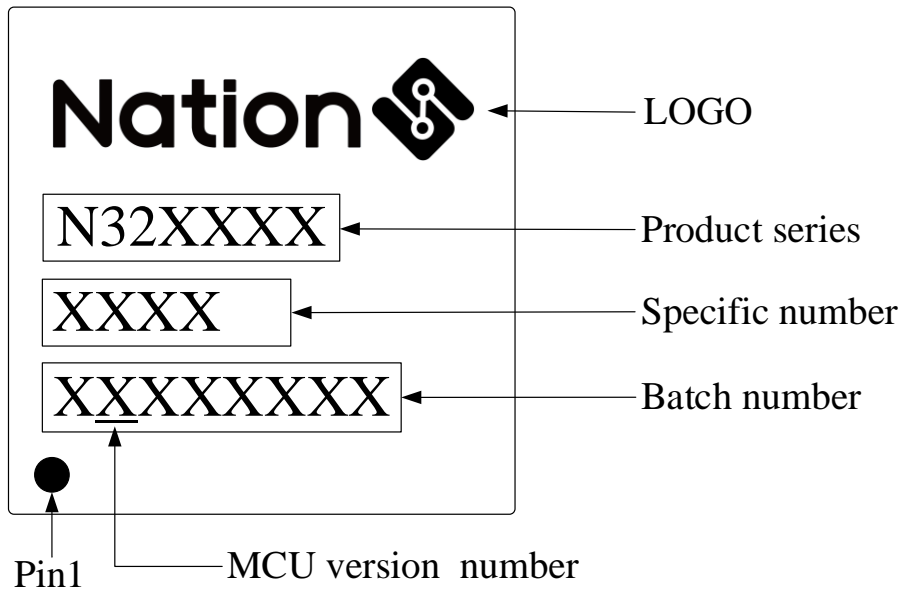 Nation
LOGO
N32XXXX
Product series
XXXX
Specific number
XXXXXXXX
Batch number
Pin1
MCU version number